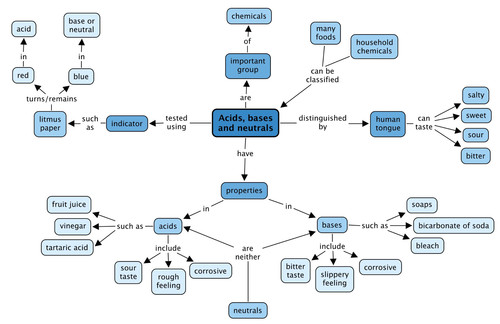 chemicals
of
important
group
are
many
foods
household
chemicals
can be
classified
acid
base or
neutral
in
in
red
blue
turns/remains
litmus
paper
such
as
indicator
tested
using
Acids, bases
and neutrals
distinguished
by
human
tongue
can
taste
salty
sweet
sour
bitter
have
properties
in
in
fruit juice
vinegar
tartaric acid
such as
acids
include
sour
taste
rough
feeling
corrosive
are
neither
neutrals
bases
such as
soaps
bicarbonate of soda
bleach
include
bitter
taste
slippery
feeling
corrosive